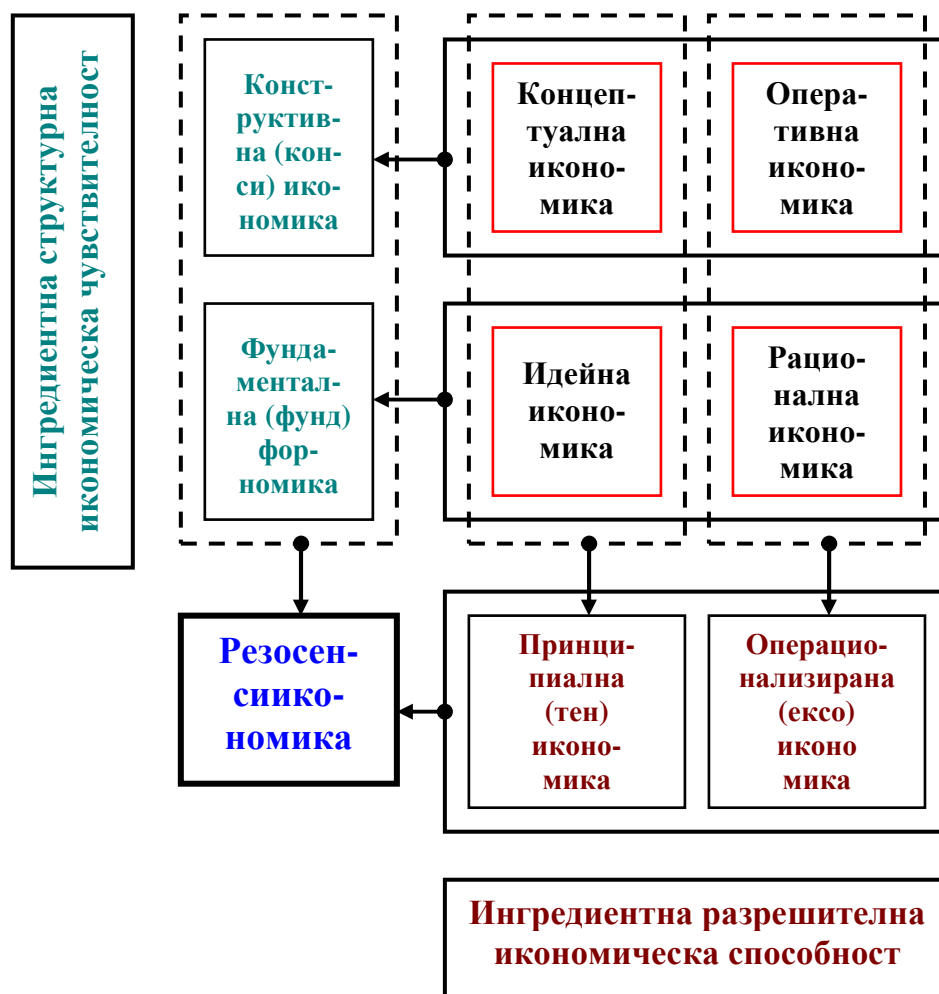 Ингредиентна структурна
икономическа чувствителност
Конст-
руктив-
на (кон-
си) ико-
номика
Концеп-
туална
иконо-
мика
Опера-
тивна
иконо-
мика
Фунда-
ментал-
на (фунд)
фор-
номика
Идейна
иконо-
мика
Рацио-
нална
иконо-
мика
Резосен-
сиико-
номика
Принци-
пиална
(тен)
иконо-
мика
Операцио-
нализирана
(ексо)
иконо
мика
Ингредиентна разрешителна
икономическа способност